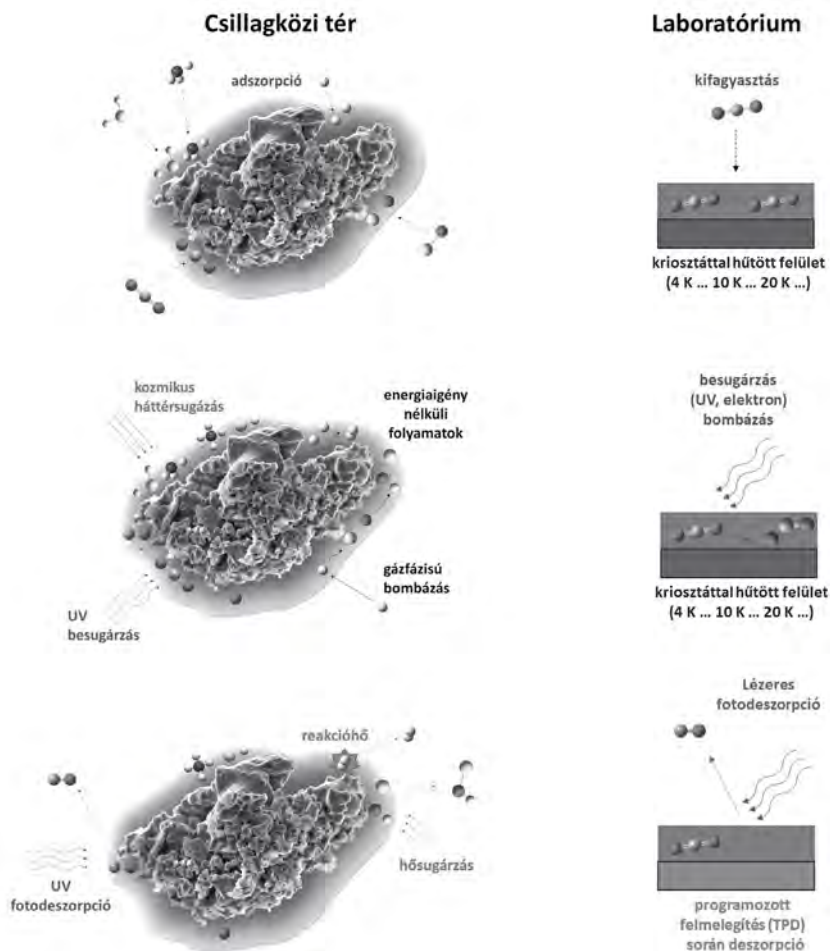 Csillagközi tér
Laboratórium
adszorpció
kifagyasztás
kriosztáttal hűtött felület
(4 K ... 10 K ... 20 K ...)
kozmikus
háttérsugázás
energiaigény
nélküli
folyamatok
gázfázisú
bombázás
UV
besugárzás
besugárzás
(UV, elektron)
bombázás
kriosztáttal hűtött felület
(4 K ... 10 K ... 20 K ...)
reakcióhő
UV
fotodeszorpció
hősugárzás
Lézeres
fotodeszorpció
programozott
felmelegítés (TPD)
során deszorpció